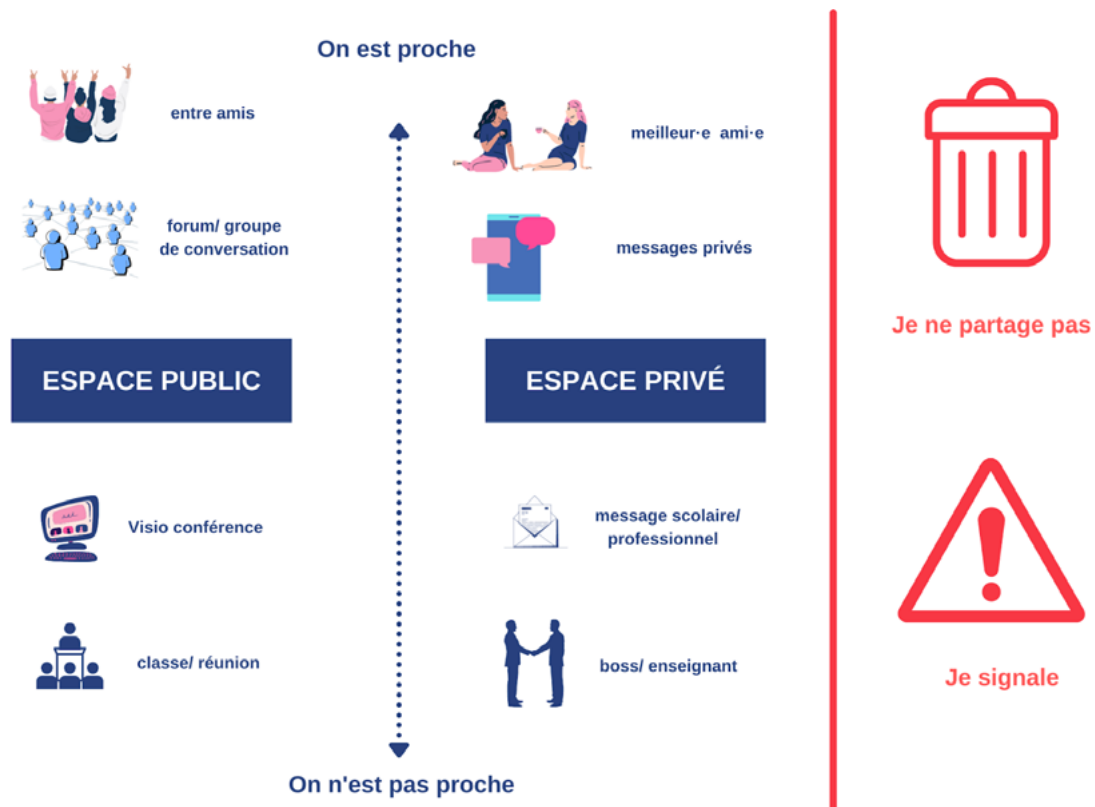 On est proche
entre amis
meilleur·e ami·e
forum/ groupe
de conversation
messages privés
Je ne partage pas
ESPACE PUBLIC
ESPACE PRIVÉ
Visio conférence
message scolaire/
professionnel
classe/ réunion
boss/ enseignant
Je signale
On n'est pas proche